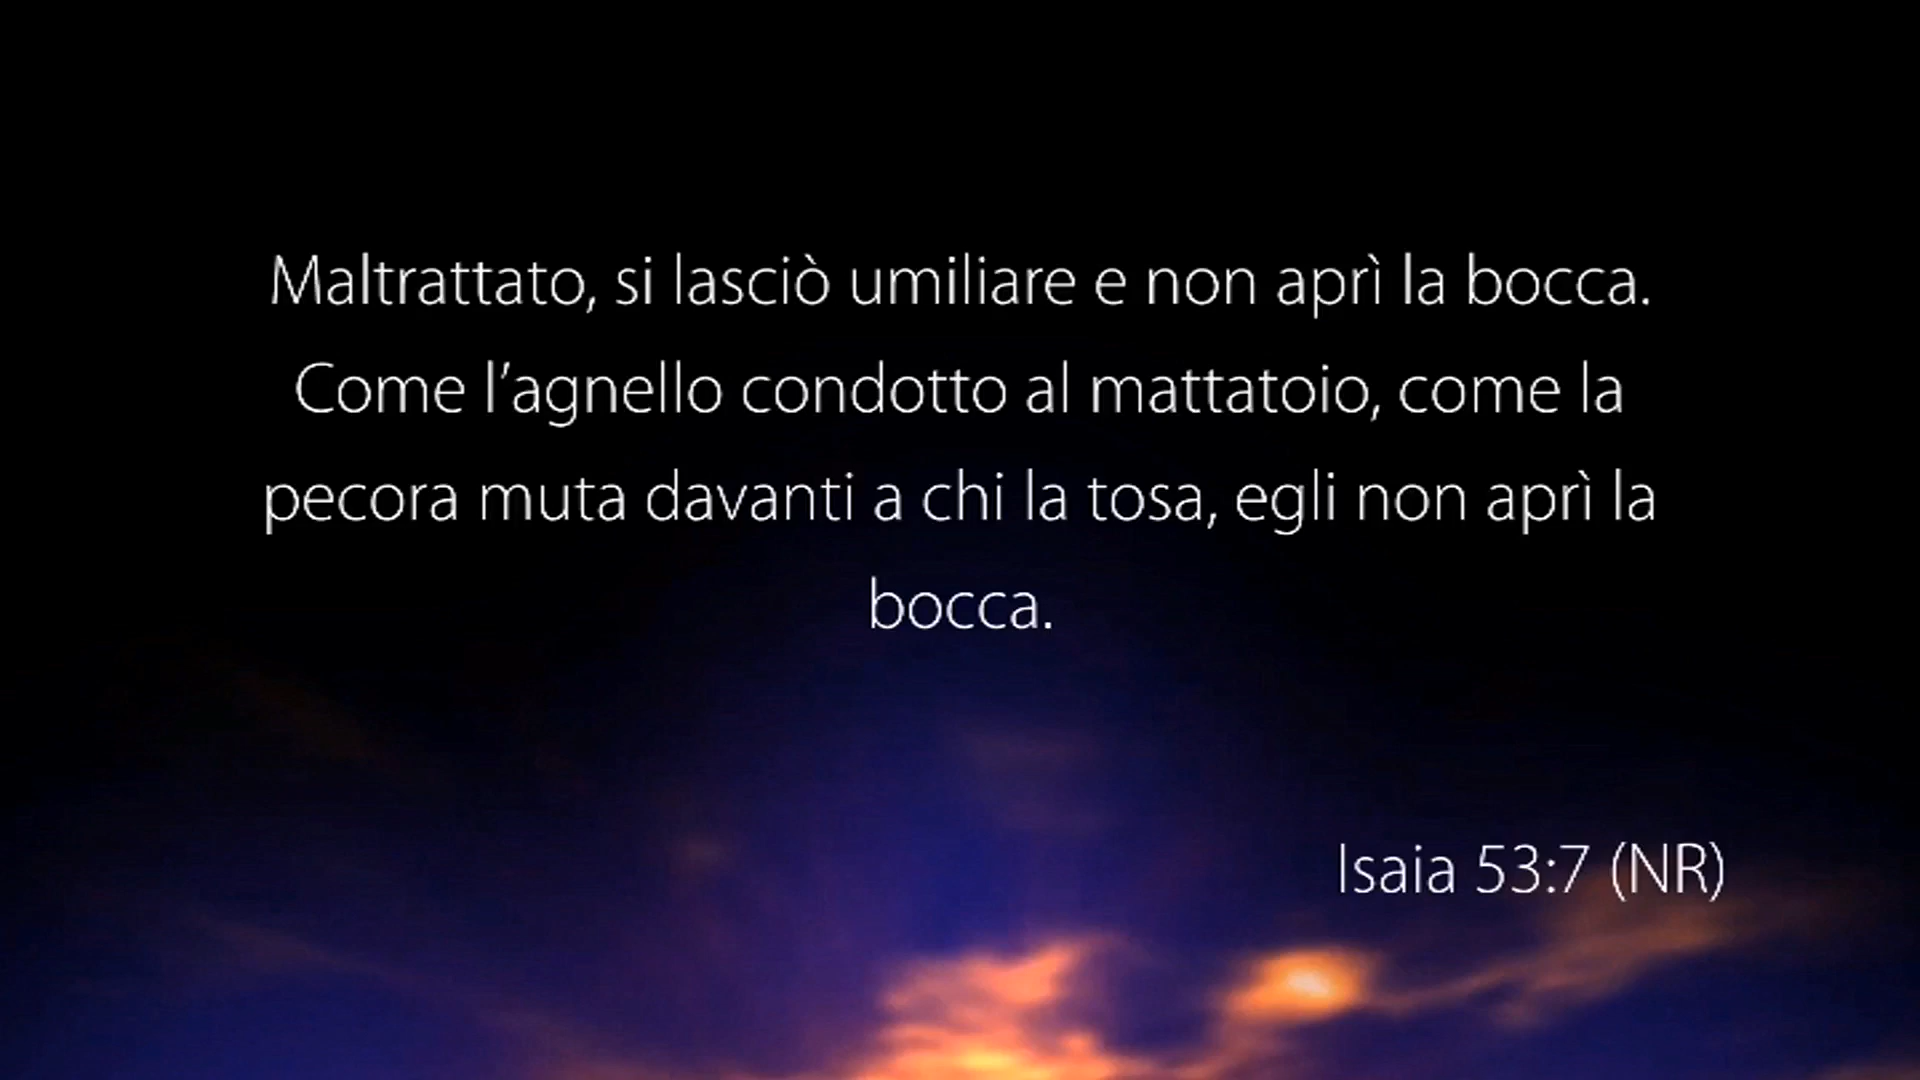 Maltrattato, si lasciò umiliare e non aprì la bocca.
Come l’agnello condotto al mattatoio, come la
pecora muta davanti a chi la tosa, egli non aprì la
bocca.
Isaia 53:7 (NR)